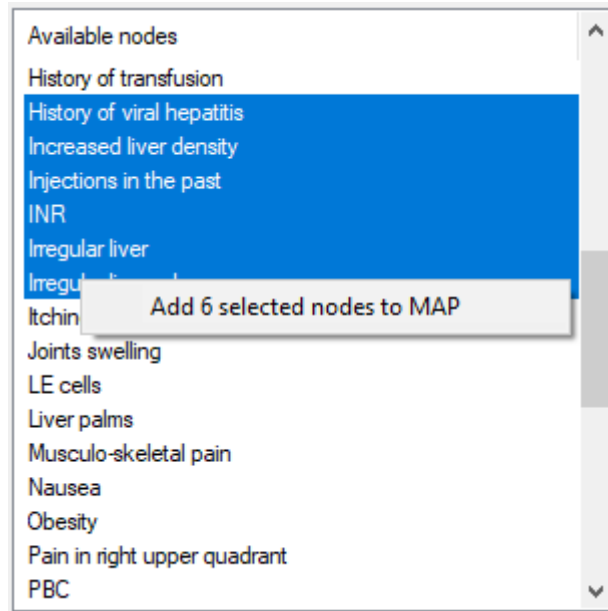 Available nodes
History of transfusion
History of viral hepatitis
Increased liver density
Injections in the past
INR
Irregular liver
Add 6 selected nodes to MAP
Joints swelling
LE cells
Liver palms
Musculo-skeletal pain
Nausea
Obesity
Pain in right upper quadrant
PBC